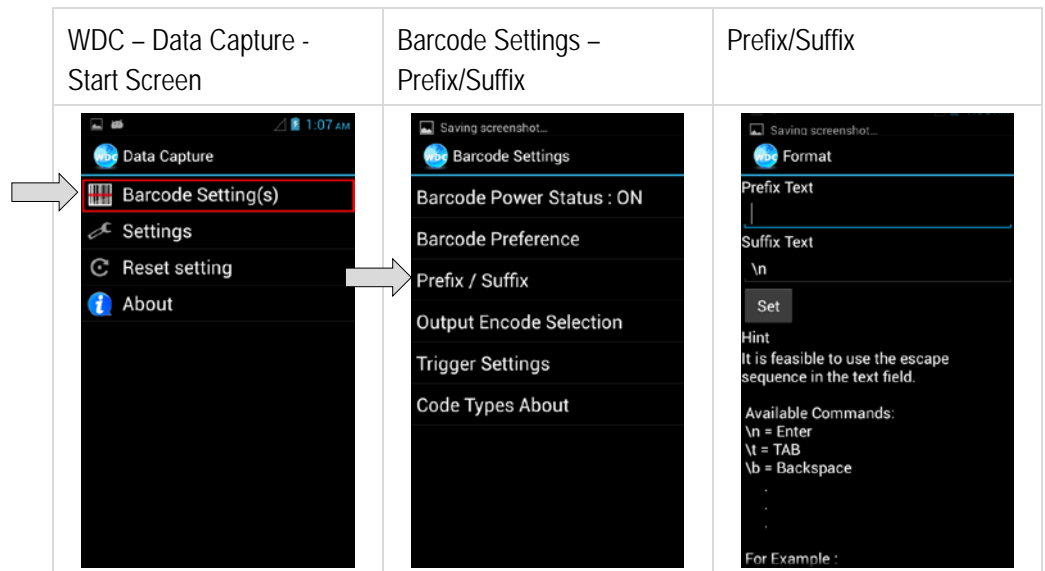 WDC – Data Capture -
Start Screen
Barcode Settings –
Prefix/Suffix
Prefix/Suffix
1:07 AM
wbc Data Capture
Barcode Setting(s)
Settings
Reset setting
About
Saving screenshot...
wbc Barcode Settings
Barcode Power Status : ON
Barcode Preference
Prefix / Suffix
Output Encode Selection
Trigger Settings
Code Types About
Saving screenshot...
wbc Format
Prefix Text
Suffix Text
\n
Set
Hint
It is feasible to use the escape
sequence in the text field.
Available Commands:
\n = Enter
\t = TAB
\b = Backspace
.
.
.
For Example :